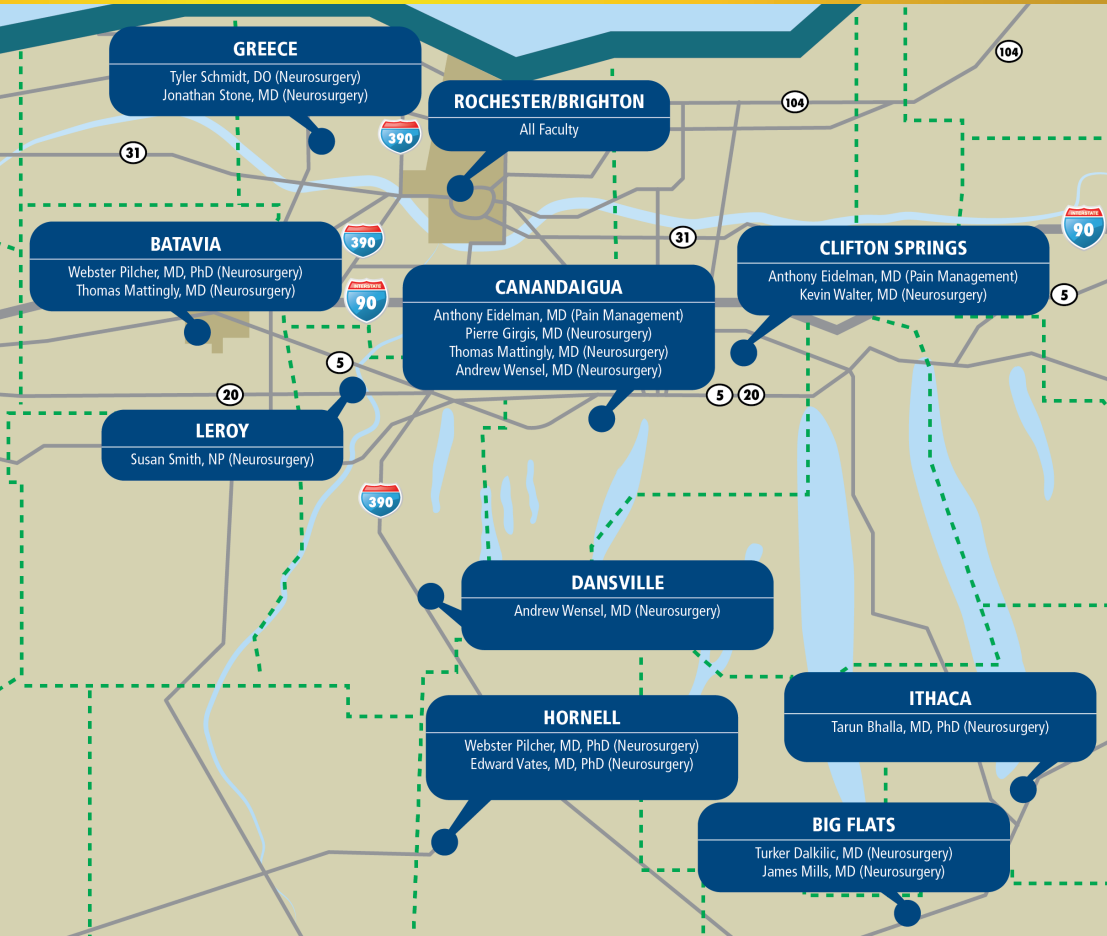 GREECE
Tyler Schmidt, DO (Neurosurgery)
Jonathan Stone, MD (Neurosurgery)
104
ROCHESTER/BRIGHTON
All Faculty
104
390
31
BATAVIA
Webster Pilcher, MD, PhD (Neurosurgery)
Thomas Mattingly, MD (Neurosurgery)
390
INTERSTATE
90
31
CLIFTON SPRINGS
Anthony Eidelman, MD (Pain Management)
Kevin Walter, MD (Neurosurgery)
INTERSTATE
90
5
CANANDAIGUA
Anthony Eidelman, MD (Pain Management)
Pierre Girgis, MD (Neurosurgery)
Thomas Mattingly, MD (Neurosurgery)
Andrew Wensel, MD (Neurosurgery)
5
20
5 20
LEROY
Susan Smith, NP (Neurosurgery)
390
DANSVILLE
Andrew Wensel, MD (Neurosurgery)
HORNELL
Webster Pilcher, MD, PhD (Neurosurgery)
Edward Vates, MD, PhD (Neurosurgery)
ITHACA
Tarun Bhalla, MD, PhD (Neurosurgery)
BIG FLATS
Turker Dalkilic, MD (Neurosurgery)
James Mills, MD (Neurosurgery)